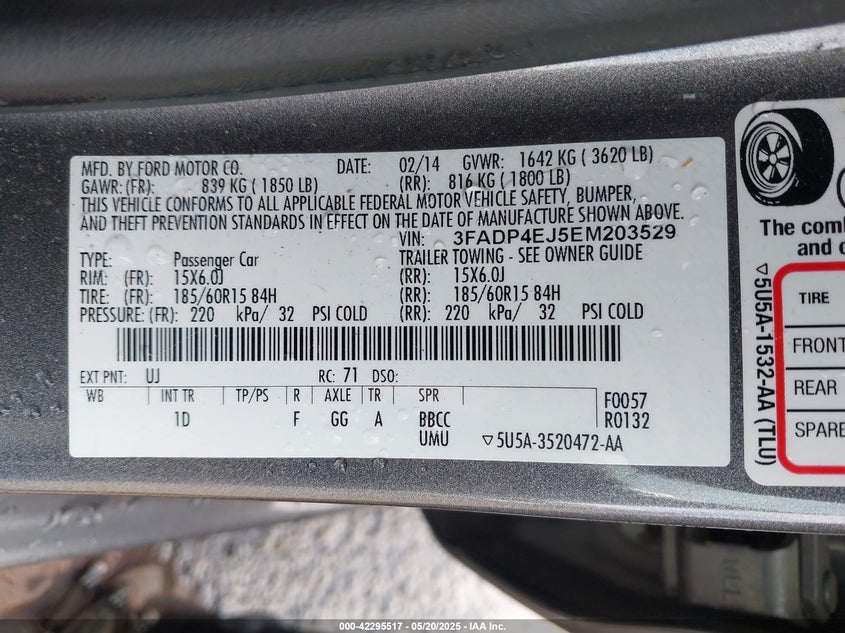 MFD. BY FORD MOTOR CO. DATE: 02/14 GVWR: 1642 KG ( 3620 LB)
GAWR: (FR): 839 KG ( 1850 LB) (RR): 816 KG ( 1800 LB)
THIS VEHICLE CONFORMS TO ALL APPLICABLE FEDERAL MOTOR VEHICLE SAFETY, BUMPER,
AND THEFT PREVENTION STANDARDS IN EFFECT ON THE DATE OF MANUFACTURE SHOWN ABOVE.
VIN: 3FADP4EJ5EM203529
TYPE: Passenger Car TRAILER TOWING - SEE OWNER GUIDE
RIM: (FR): 15X6.0J (RR): 15X6.0J
TIRE: (FR): 185/60R15 84H (RR): 185/60R15 84H
PRESSURE: (FR): 220 kPa/ 32 PSI COLD (RR): 220 kPa/ 32 PSI COLD
EXT PNT: UJ RC: 71 DSO:
WB INT TR TP/PS R AXLE TR SPR F0057
1D F GG A BBCC R0132
UMU ▽5U5A-3520472-AA
▽5U5A-1532-AA (TLU)
The comb
and o
TIRE
FRONT
REAR
SPARE
000-42295517 - 05/20/2025 - © IAA, Inc.